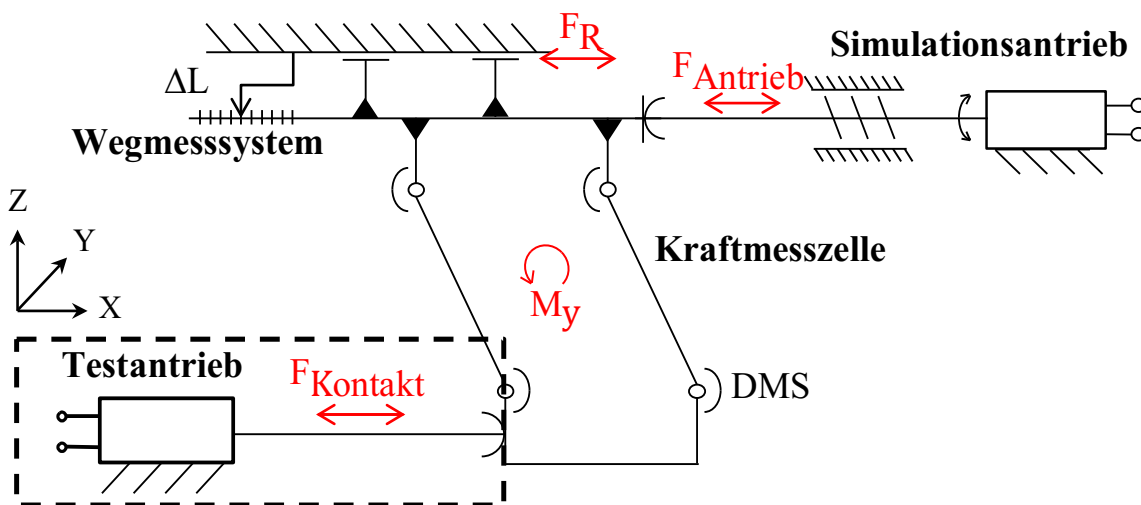 F_R
Simulationsantrieb
F_Antrieb
ΔL
Wegmesssystem
Z
Y
X
Kraftmesszelle
M_y
Testantrieb
F_Kontakt
DMS